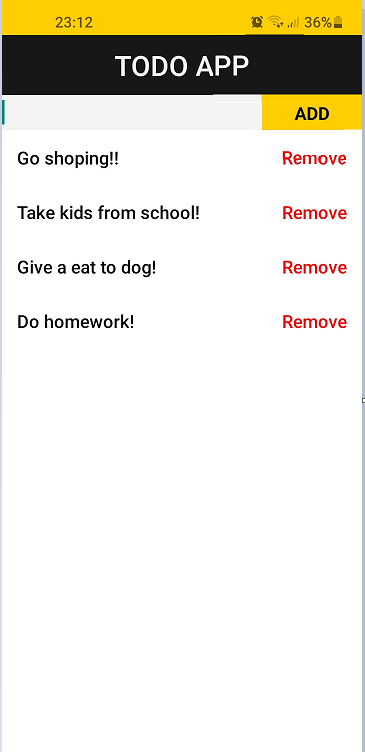 23:12 36%
TODO APP
ADD
Go shoping!! Remove
Take kids from school! Remove
Give a eat to dog! Remove
Do homework! Remove